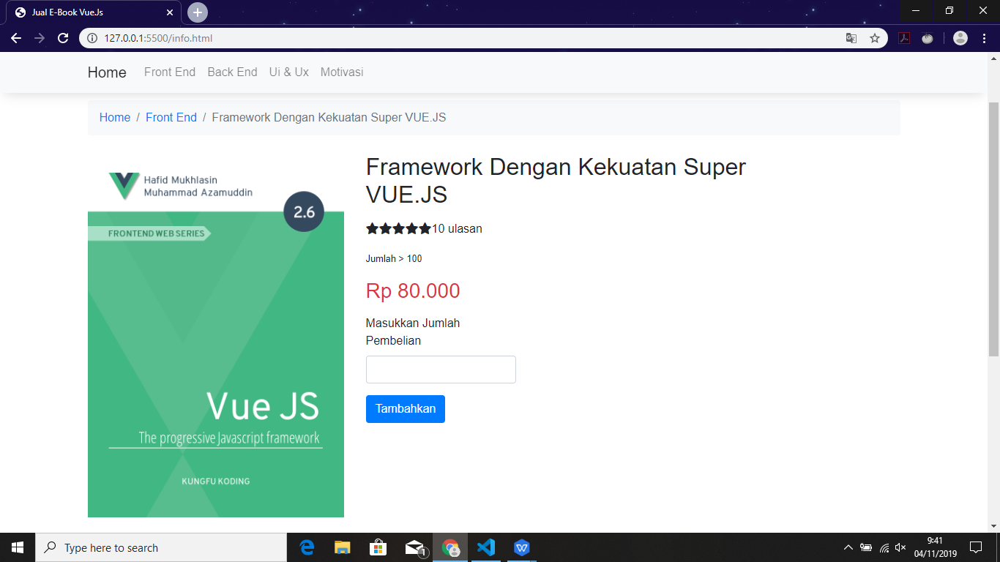 Jual E-Book Vue.Js
127.0.0.1:5500/info.html
Home Front End Back End Ui & Ux Motivasi
Home / Front End / Framework Dengan Kekuatan Super VUE.JS
Hafid Mukhlasin
Muhammad Azamuddin
2.6
FRONTEND WEB SERIES
Vue JS
The progressive Javascript framework
KUNGFU KODING
Framework Dengan Kekuatan Super
VUE.JS
10 ulasan
Jumlah > 100
Rp 80.000
Masukkan Jumlah
Pembelian
Tambahkan
Type here to search
1
9:41
04/11/2019